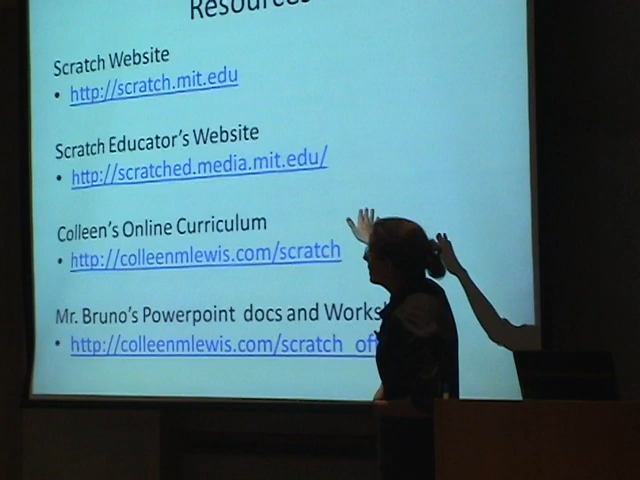 Resources
Scratch Website
• http://scratch.mit.edu
Scratch Educator's Website
• http://scratched.media.mit.edu/
Colleen's Online Curriculum
• http://colleenmlewis.com/scratch
Mr. Bruno's Powerpoint docs and Works
• http://colleenmlewis.com/scratch_of